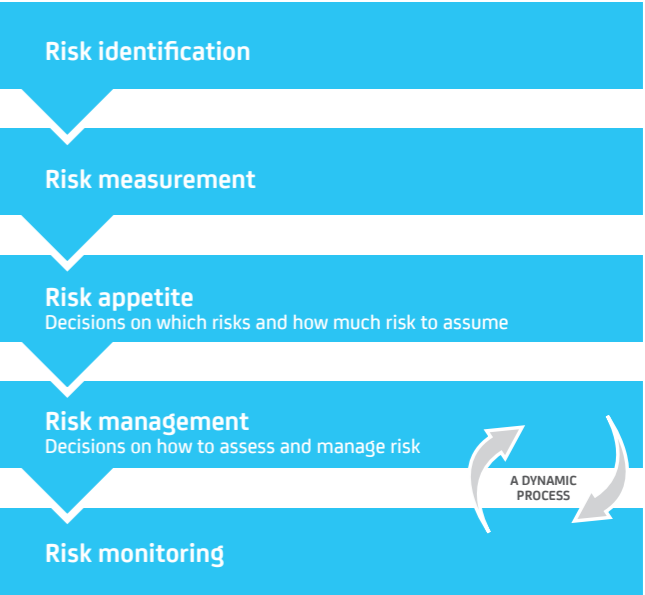 Risk identification
Risk measurement
Risk appetite
Decisions on which risks and how much risk to assume
Risk management
Decisions on how to assess and manage risk
A DYNAMIC
PROCESS
Risk monitoring